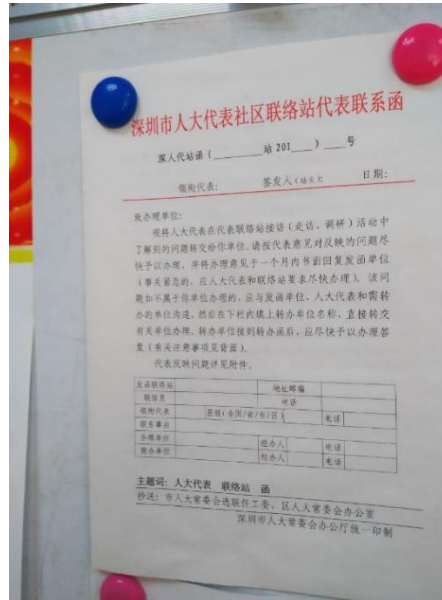 深圳市人大代表社区联络站代表联系函
深人代站函（________站 201___）___号
领衔代表： 签发人（站长）： 日期：
致办理单位：
现将人大代表在代表联络站接访（走访、调研）活动中
了解到的问题转交给你单位。请按代表意见对反映的问题尽
快予以办理，并将办理意见于一个月内书面回复发函单位
（事关紧急的，应人大代表和联络站要求尽快办理）。该问
题如不属于你单位办理的，应与发函单位、人大代表和需转
办的单位沟通，然后在下栏内填上转办单位名称，直接转交
有关单位办理。转办单位接到转办函后，应尽快予以办理答
复（有关注意事项见背面）。
代表反映问题详见附件。
发函联络站 地址邮编
联络员 电话
领衔代表 层级（全国/省/市/区） 电话
联系事由
办理单位 经办人 电话
转办单位 经办人 电话
主题词：人大代表 联络站 函
抄送：市人大常委会选联任工委、区人大常委会办公室
深圳市人大常委会办公厅统一印制